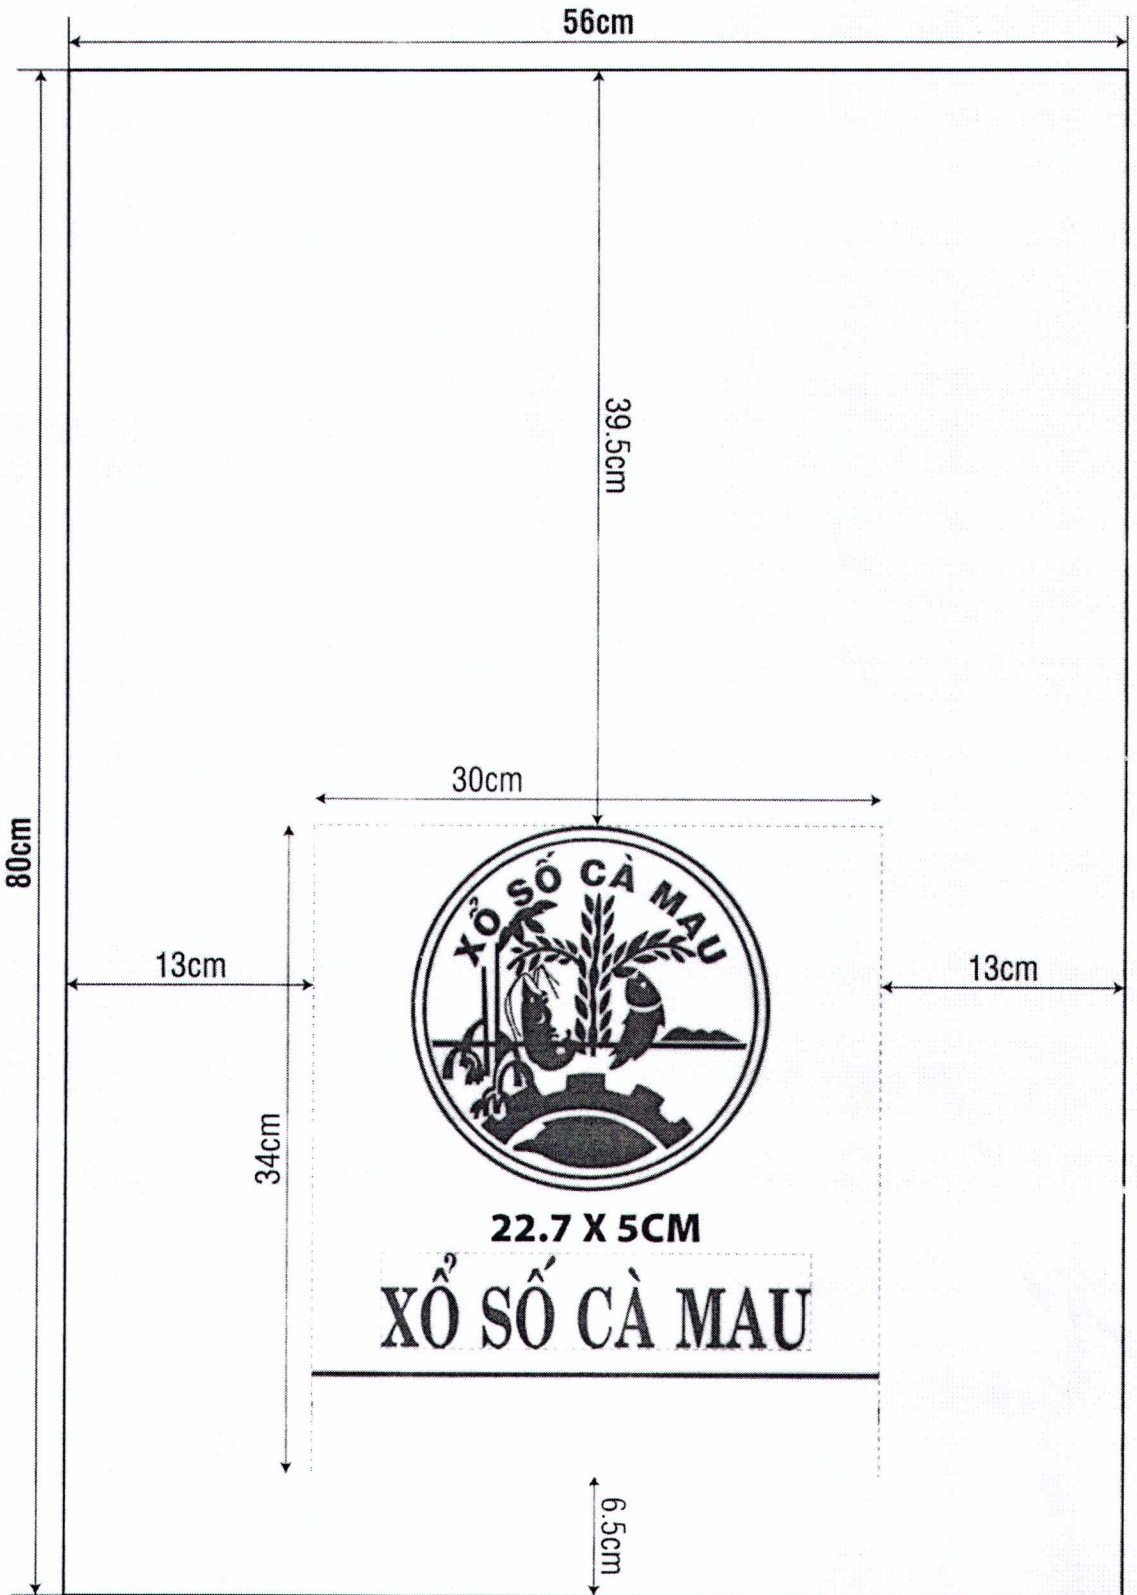 56cm
39.5cm
30cm
80cm
XỔ SỐ CÀ MAU
13cm
13cm
34cm
22.7 X 5CM
XỔ SỐ CÀ MAU
6.5cm